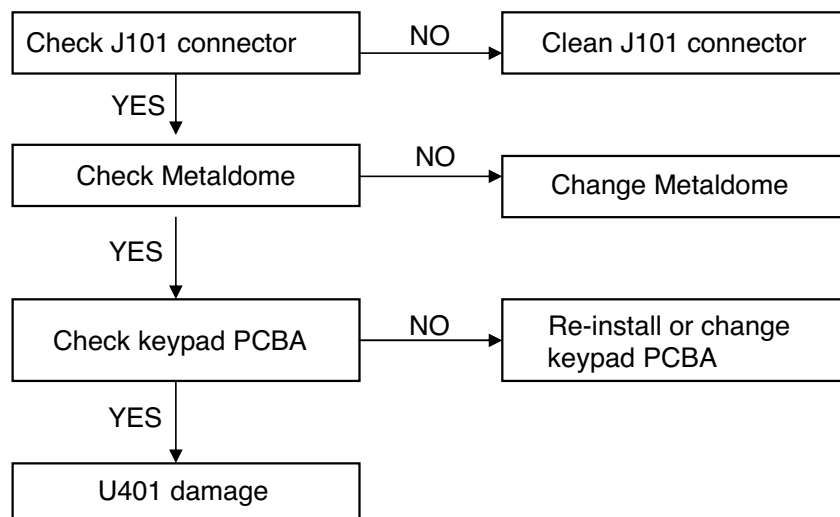 Check J101 connector
NO
Clean J101 connector
YES
Check Metaldome
NO
Change Metaldome
YES
Check keypad PCBA
NO
Re-install or change
keypad PCBA
YES
U401 damage